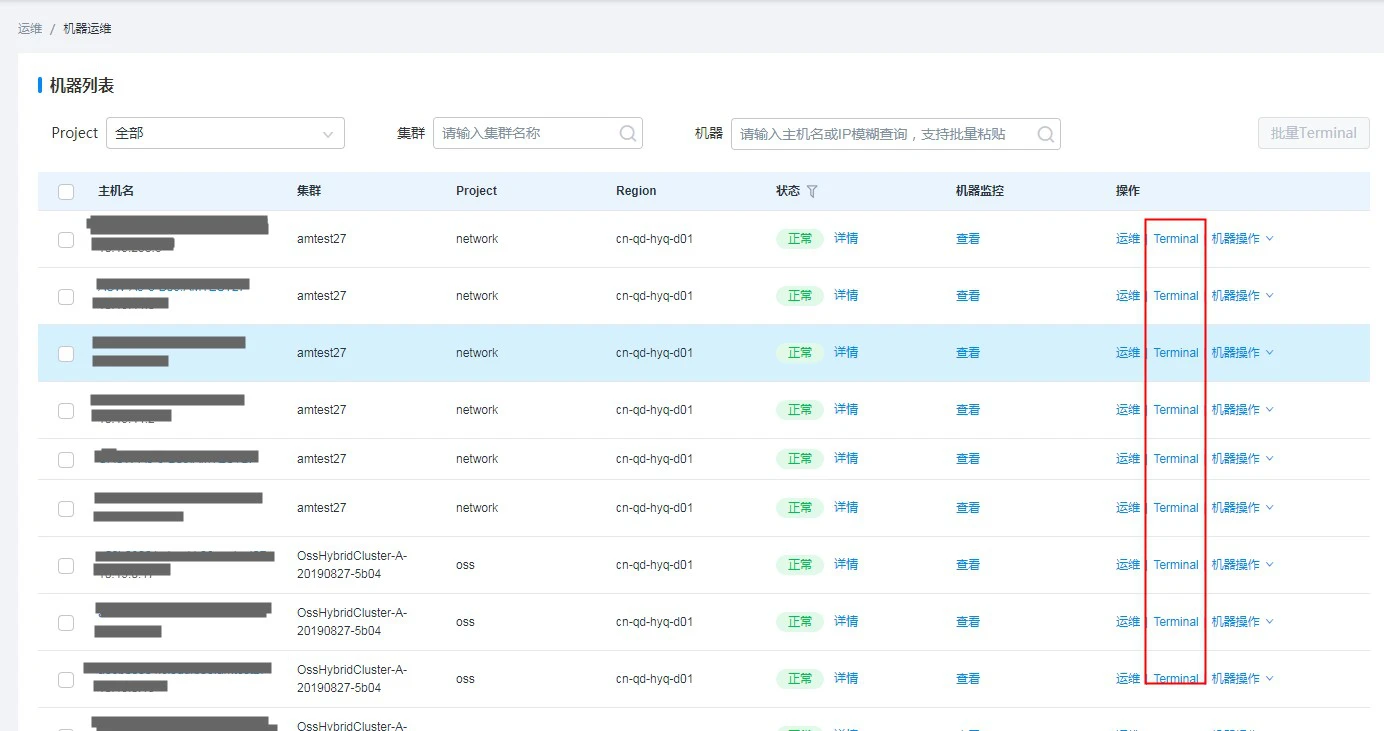 运维 / 机器运维
机器列表
Project 全部 集群 请输入集群名称 机器 请输入主机名或IP模糊查询，支持批量粘贴 批量Terminal
主机名 集群 Project Region 状态 机器监控 操作
amtest27 network cn-qd-hyq-d01 正常 详情 查看 运维 Terminal 机器操作
amtest27 network cn-qd-hyq-d01 正常 详情 查看 运维 Terminal 机器操作
amtest27 network cn-qd-hyq-d01 正常 详情 查看 运维 Terminal 机器操作
amtest27 network cn-qd-hyq-d01 正常 详情 查看 运维 Terminal 机器操作
amtest27 network cn-qd-hyq-d01 正常 详情 查看 运维 Terminal 机器操作
amtest27 network cn-qd-hyq-d01 正常 详情 查看 运维 Terminal 机器操作
OssHybridCluster-A-
20190827-5b04 oss cn-qd-hyq-d01 正常 详情 查看 运维 Terminal 机器操作
OssHybridCluster-A-
20190827-5b04 oss cn-qd-hyq-d01 正常 详情 查看 运维 Terminal 机器操作
OssHybridCluster-A-
20190827-5b04 oss cn-qd-hyq-d01 正常 详情 查看 运维 Terminal 机器操作
OssHybridCluster-A-